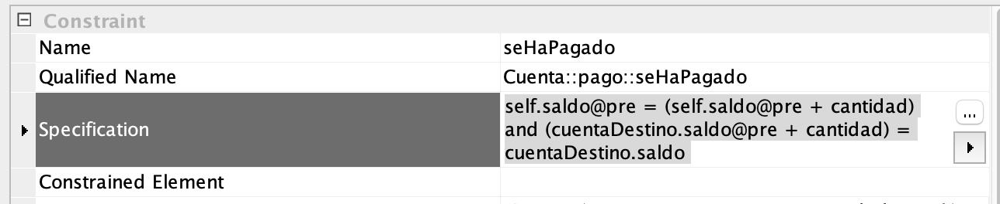 Constraint
Name seHaPagado
Qualified Name Cuenta::pago::seHaPagado
Specification self.saldo@pre = (self.saldo@pre + cantidad)
and (cuentaDestino.saldo@pre + cantidad) =
cuentaDestino.saldo
...
Constrained Element